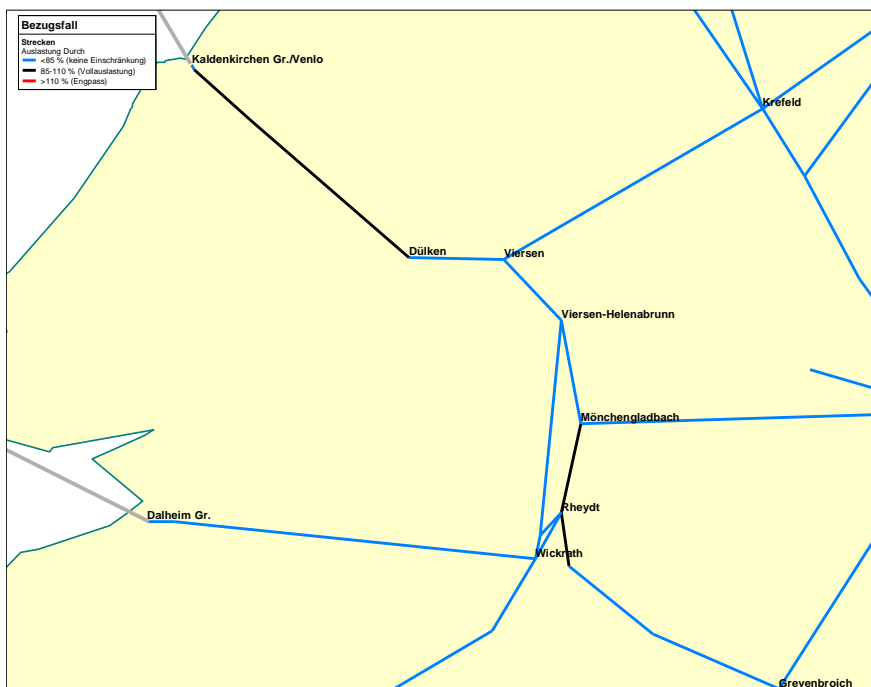 Bezugsfall
Strecken
Auslastung Durch
<85 % (keine Einschränkung)
85-110 % (Vollauslastung)
>110 % (Engpass)
Kaldenkirchen Gr./Venlo
Krefeld
Dülken
Viersen
Viersen-Helenabrunn
Mönchengladbach
Rheydt
Dalheim Gr.
Wickrath
Grevenbroich